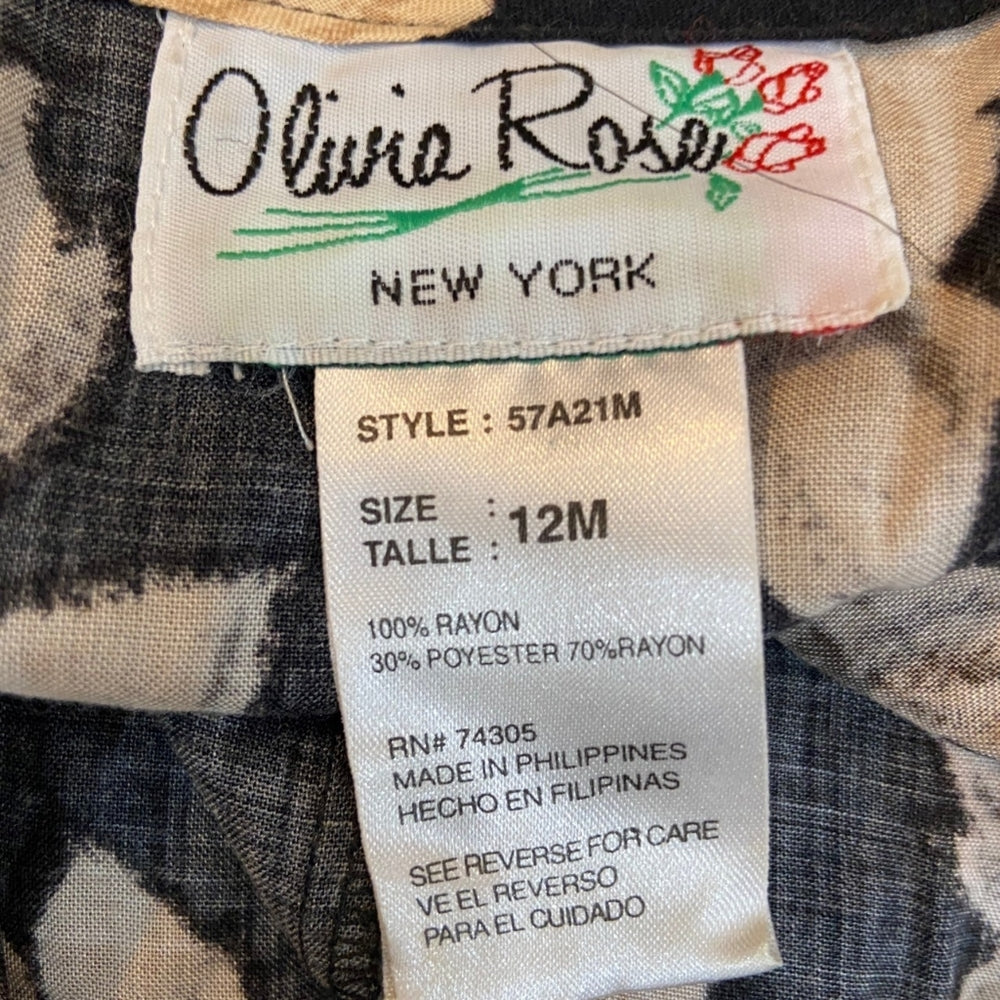 Olivia Rose
NEW YORK
STYLE : 57A21M
SIZE :
TALLE : 12M
100% RAYON
30% POYESTER 70%RAYON
RN# 74305
MADE IN PHILIPPINES
HECHO EN FILIPINAS
SEE REVERSE FOR CARE
VE EL REVERSO
PARA EL CUIDADO